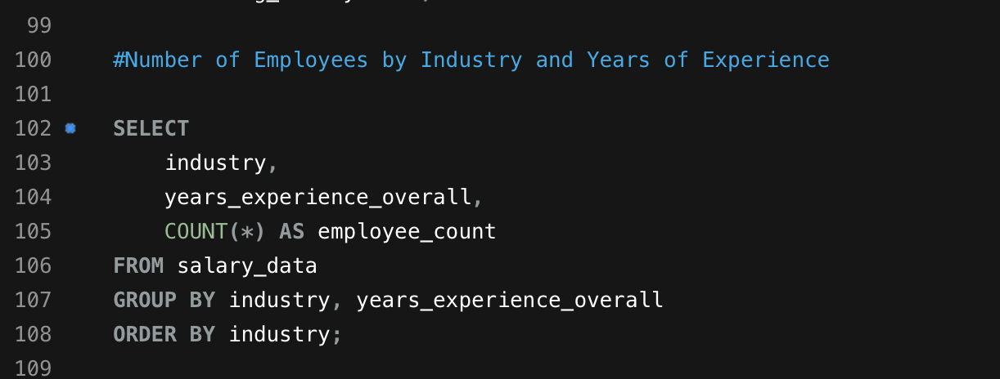 99
100 #Number of Employees by Industry and Years of Experience
101
102 SELECT
103 industry,
104 years_experience_overall,
105 COUNT(*) AS employee_count
106 FROM salary_data
107 GROUP BY industry, years_experience_overall
108 ORDER BY industry;
109